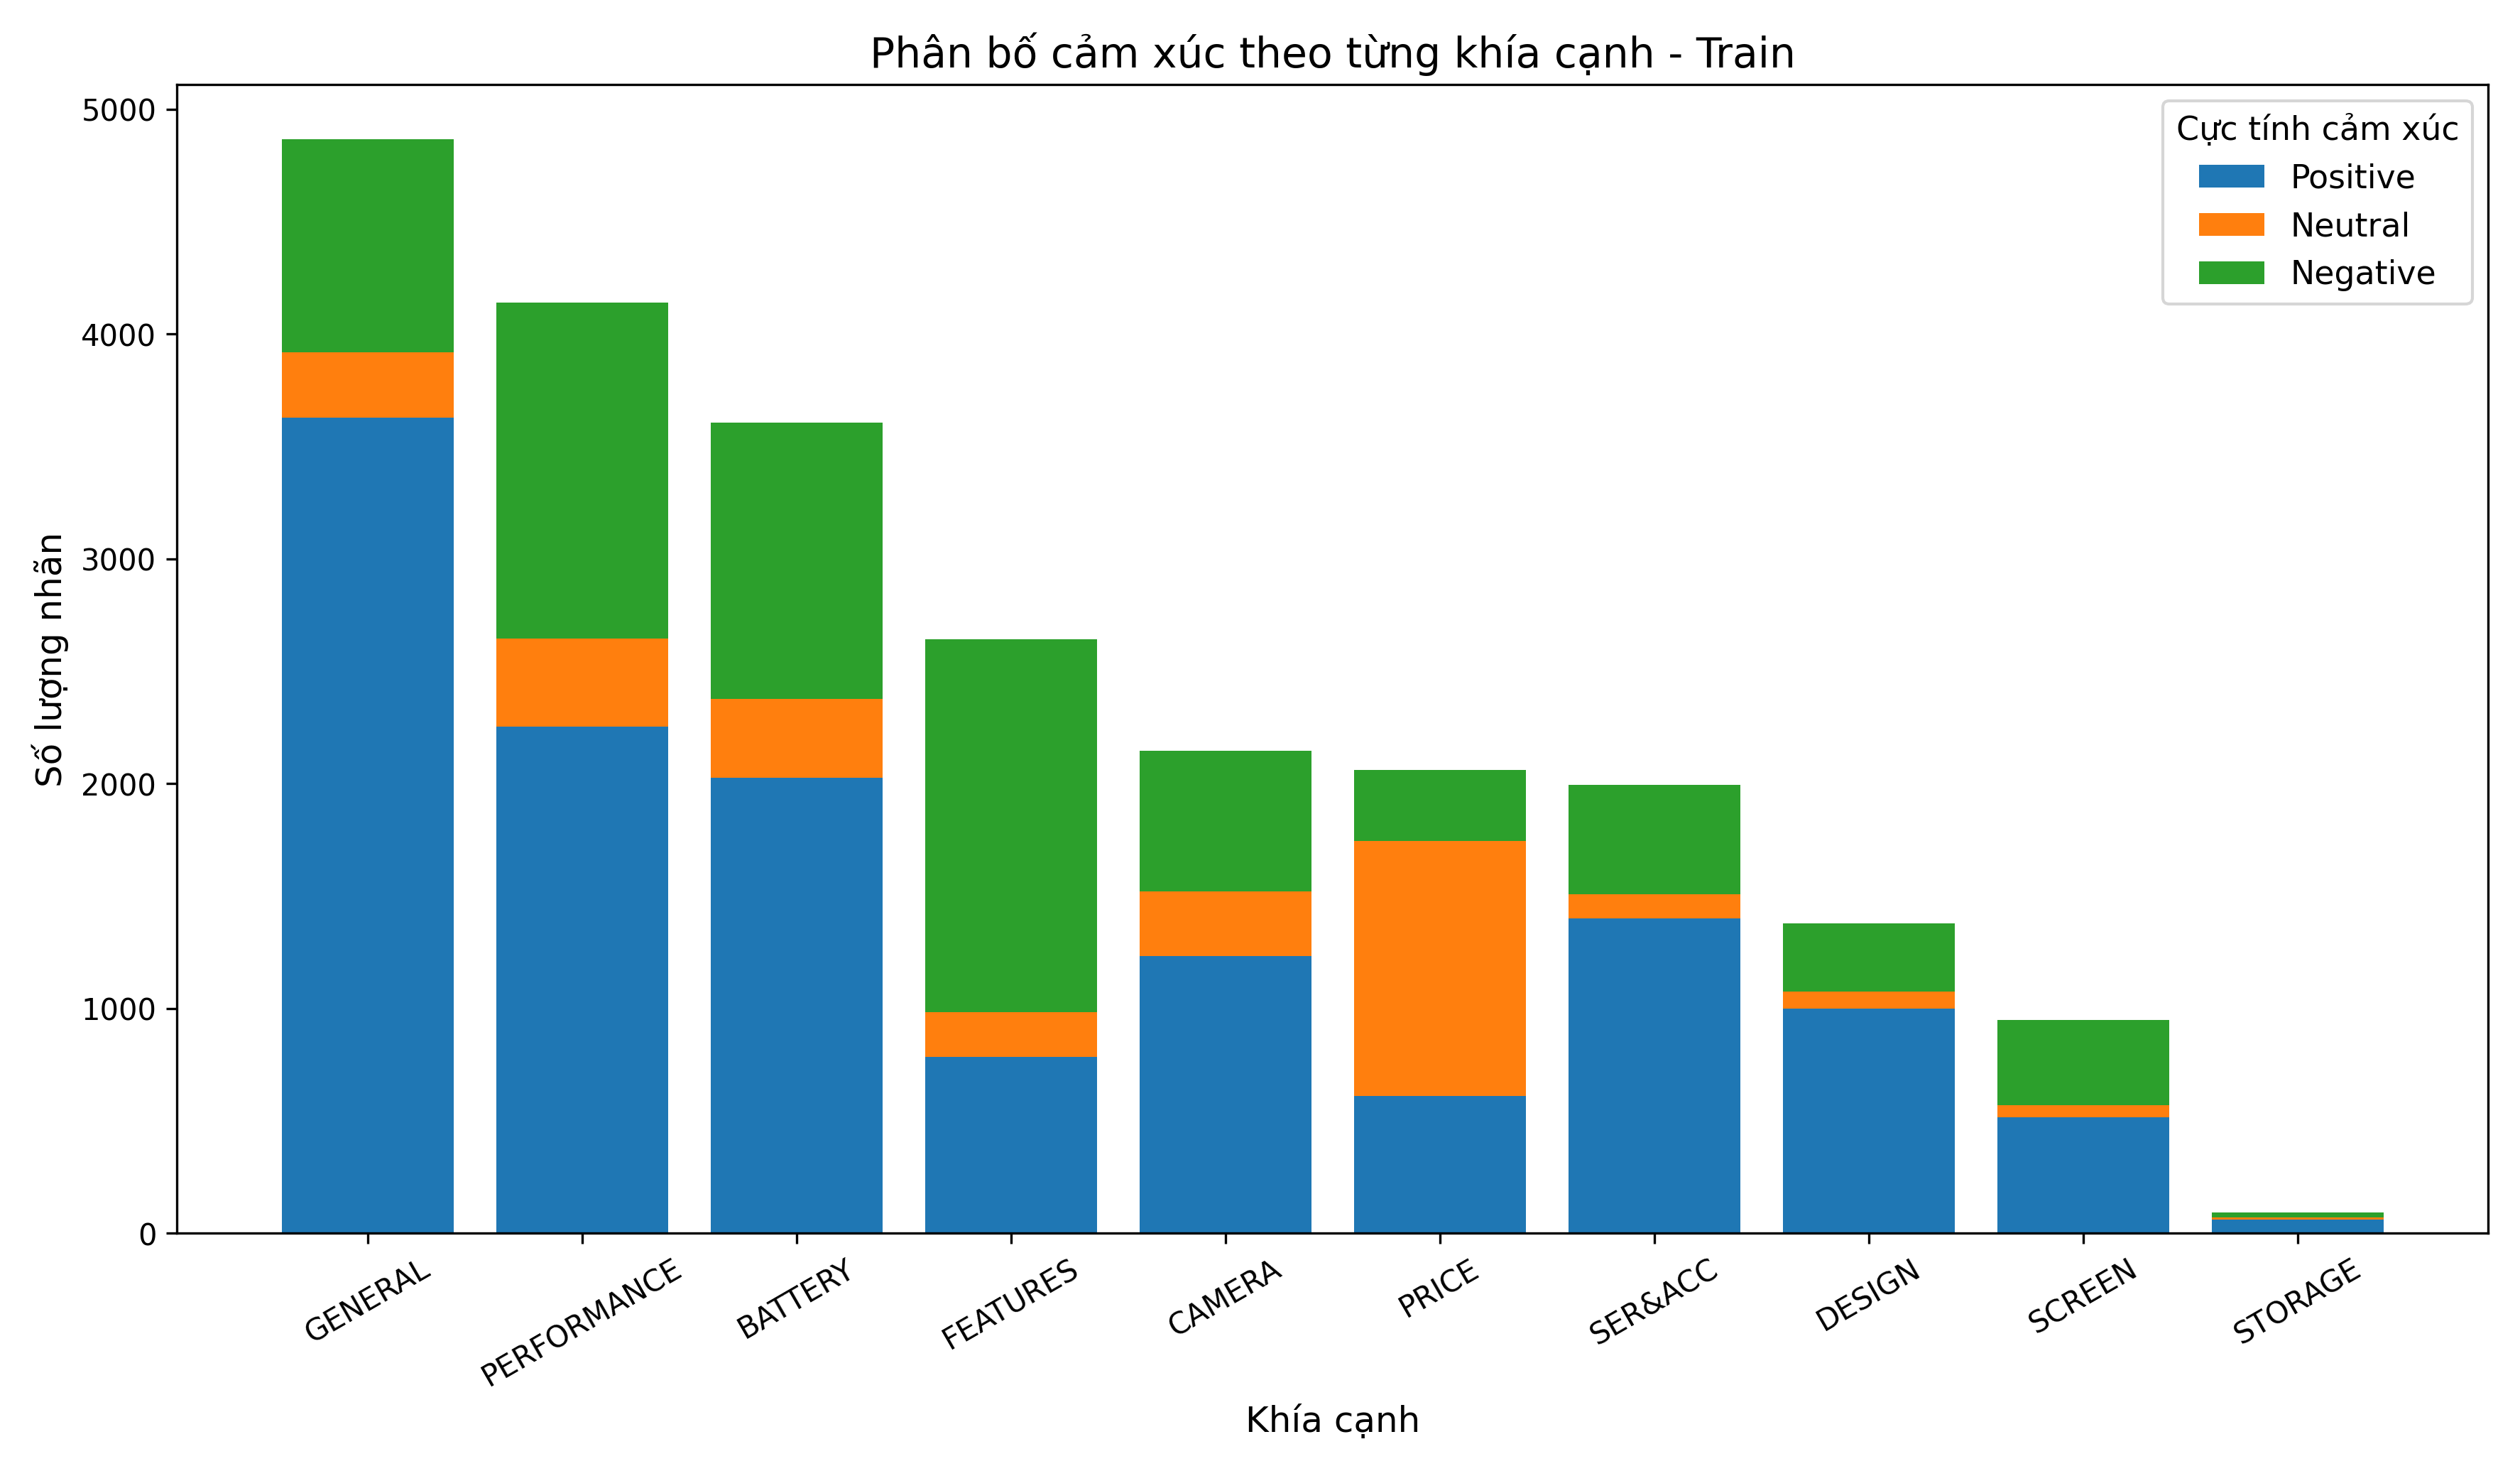 Phân bố cảm xúc theo từng khía cạnh - Train
Cực tính cảm xúc
Positive
Neutral
Negative
Số lượng nhãn
5000
4000
3000
2000
1000
0
GENERAL
PERFORMANCE
BATTERY
FEATURES
CAMERA
PRICE
SER&ACC
DESIGN
SCREEN
STORAGE
Khía cạnh